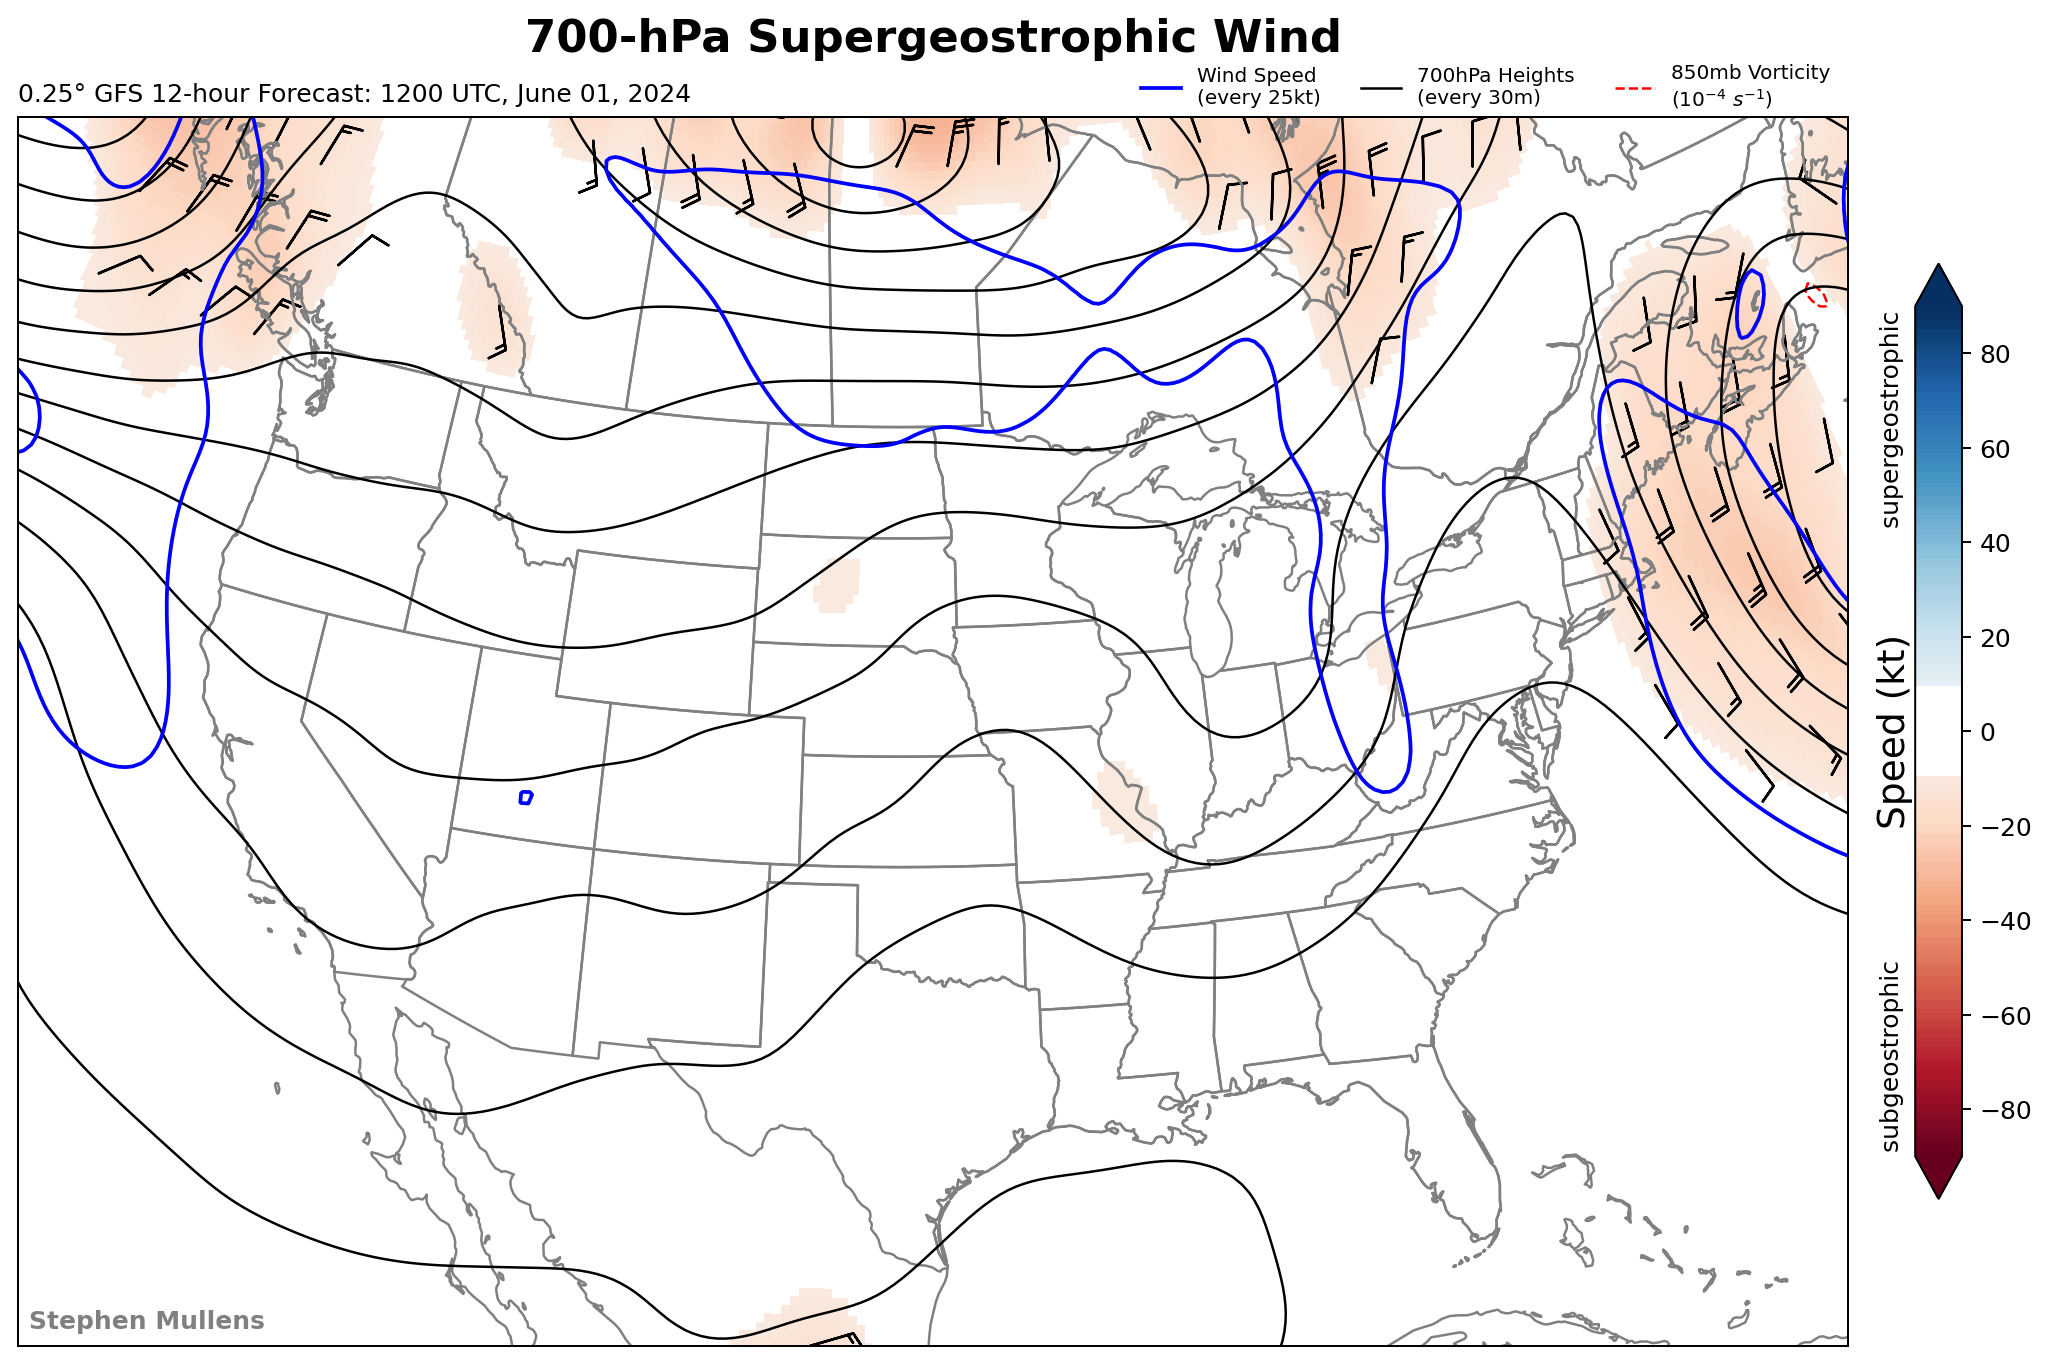 700-hPa Supergeostrophic Wind
0.25° GFS 12-hour Forecast: 1200 UTC, June 01, 2024
Wind Speed
(every 25kt)
700hPa Heights
(every 30m)
850mb Vorticity
(10⁻⁴ s⁻¹)
supergeostrophic
Speed (kt)
subgeostrophic
80
60
40
20
0
−20
−40
−60
−80
Stephen Mullens